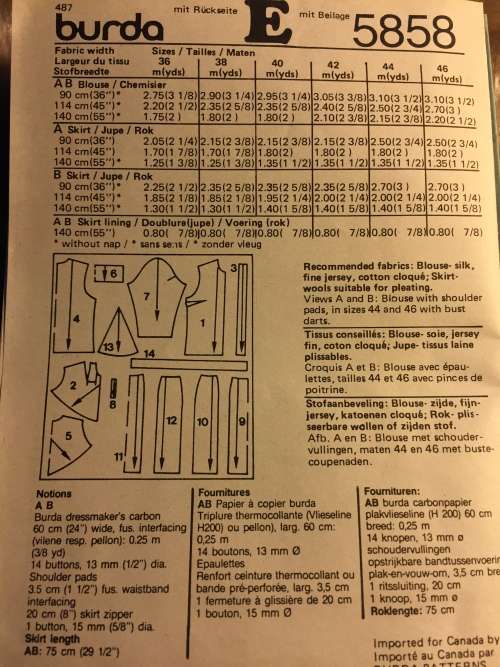 487
burda mit Rückseite E mit Beilage 5858
Fabric width Sizes / Tailles / Maten
Largeur du tissu 36 38 40 42 44 46
Stofbreedte m(yds) m(yds) m(yds) m(yds) m(yds) m(yds)
A B Blouse / Chemisier
90 cm(36")* 2.75(3 1/8) 2.90(3 1/4) 2.95(3 1/4) 3.05(3 3/8) 3.10(3 1/2) 3.10(3 1/2)
114 cm(45")* 2.20(2 1/2) 2.35(2 5/8) 2.35(2 5/8) 2.40(2 5/8) 2.50(2 3/4) 2.70(3 )
140 cm(55")* 1.75(2 ) 1.80(2 ) 1.80(2 ) 2.10(2 3/8) 2.15(2 3/8) 2.20(2 1/2)
A Skirt / Jupe / Rok
90 cm(36") 2.05(2 1/4) 2.15(2 3/8) 2.15(2 3/8) 2.15(2 3/8) 2.50(2 3/4) 2.50(2 3/4)
114 cm(45") 1.70(1 7/8) 1.70(1 7/8) 1.80(2 ) 1.80(2 ) 1.80(2 ) 1.80(2 )
140 cm(55")* 1.25(1 3/8) 1.25(1 3/8) 1.35(1 1/2) 1.35(1 1/2) 1.35(1 1/2) 1.35(1 1/2)
B Skirt / Jupe / Rok
90 cm(36")* 2.25(2 1/2) 2.35(2 5/8) 2.35(2 5/8) 2.35(2 5/8) 2.70(3 ) 2.70(3 )
114 cm(45")* 1.85(2 1/8) 1.85(2 1/8) 1.95(2 1/4) 2.00(2 1/4) 2.00(2 1/4) 2.00(2 1/4)
140 cm(55")* 1.30(1 1/2) 1.30(1 1/2) 1.40(1 5/8) 1.40(1 5/8) 1.40(1 5/8) 1.40(1 5/8)
A B Skirt lining / Doublure(jupe) / Voering (rok)
140 cm(55") 0.80( 7/8) 0.80( 7/8) 0.80( 7/8) 0.80( 7/8) 0.80( 7/8) 0.80( 7/8)
* without nap / * sans sens / * zonder vleug
4
6
7
1
3
13
14
2
8
5
11
12
10
9
Recommended fabrics: Blouse- silk,
fine jersey, cotton cloqué; Skirt-
wools suitable for pleating.
Views A and B: Blouse with shoulder
pads, in sizes 44 and 46 with bust
darts.
Tissus conseillés: Blouse- soie, jersey
fin, coton cloqué; Jupe- tissus laine
plissables.
Croquis A et B: Blouse avec épau-
lettes, tailles 44 et 46 avec pinces de
poitrine.
Stofaanbeveling: Blouse- zijde, fijn-
jersey, katoenen cloqué; Rok- plis-
seerbare wollen of zijden stof.
Afb. A en B: Blouse met schouder-
vullingen, maten 44 en 46 met buste-
coupenaden.
Notions
A B
Burda dressmaker's carbon
60 cm (24") wide, fus. interfacing
(vilene resp. pellon): 0.25 m
(3/8 yd)
14 buttons, 13 mm (1/2") dia.
Shoulder pads
3.5 cm (1 1/2") fus. waistband
interfacing
20 cm (8") skirt zipper
1 button, 15 mm (5/8") dia.
Skirt length
AB: 75 cm (29 1/2")
Fournitures
AB Papier à copier burda
Triplure thermocollante (Vlieseline
H200) ou pellon), larg. 60 cm:
0,25 m
14 boutons, 13 mm ø
Epaulettes
Renfort ceinture thermocollant ou
bande pré-perforée, larg. 3,5 cm
1 fermeture à glissière de 20 cm
1 bouton, 15 mm Ø
Fournituren:
AB burda carbonpapier
plakvlieseline (H 200) 60 cm
breed: 0,25 m
14 knopen, 13 mm ø
schoudervullingen
opstrijkbare bandtussenvoering
plak-en-vouw-om, 3,5 cm
1 ritssluiting, 20 cm
1 knoop, 15 mm ø
Roklengte: 75 cm
Imported for Canada by
Importé au Canada par